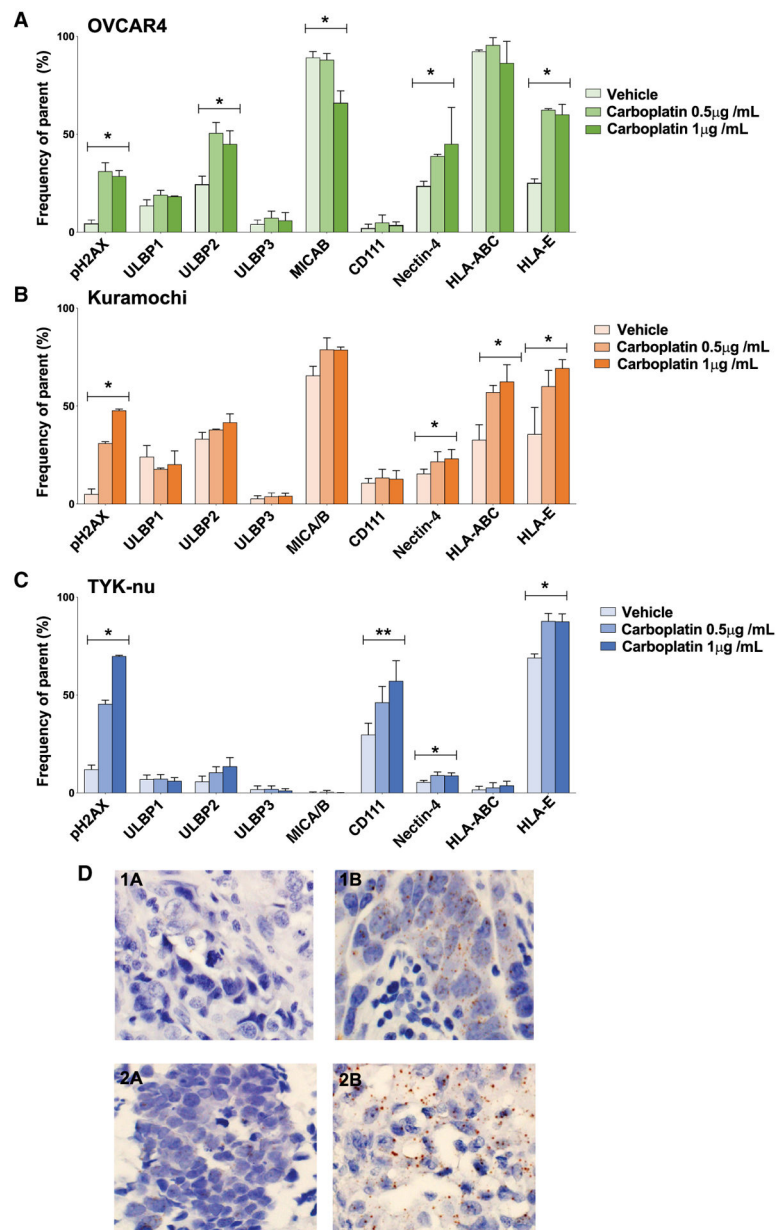 A
OVCAR4
Frequency of parent (%)
100
50
0
*
*
*
*
*
Vehicle
Carboplatin 0.5µg /mL
Carboplatin 1µg /mL
pH2AX
ULBP1
ULBP2
ULBP3
MICAB
CD111
Nectin-4
HLA-ABC
HLA-E
B
Kuramochi
Frequency of parent (%)
100
50
0
*
*
*
*
Vehicle
Carboplatin 0.5µg /mL
Carboplatin 1µg /mL
pH2AX
ULBP1
ULBP2
ULBP3
MICA/B
CD111
Nectin-4
HLA-ABC
HLA-E
C
TYK-nu
Frequency of parent (%)
100
50
0
*
**
*
*
Vehicle
Carboplatin 0.5µg /mL
Carboplatin 1µg /mL
pH2AX
ULBP1
ULBP2
ULBP3
MICA/B
CD111
Nectin-4
HLA-ABC
HLA-E
D
1A
1B
2A
2B